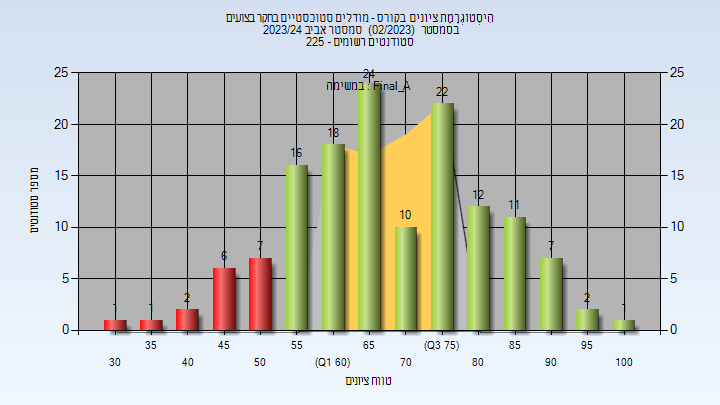 היסטוגרמת ציונים בקורס - מודלים סטוכסטיים בחקר בצועים
בסמסטר (02/2023) סמסטר אביב 2023/24
סטודנטים רשומים - 225
במשימה : Final_A
25 25
20 20
15 15
10 10
5 5
0 0
מספר סטודנטים
1 1 2 6 7 16 18 24 10 22 12 11 7 2 1
35 45 55 65 (Q3 75) 85 95
30 40 50 (Q1 60) 70 80 90 100
טווח ציונים